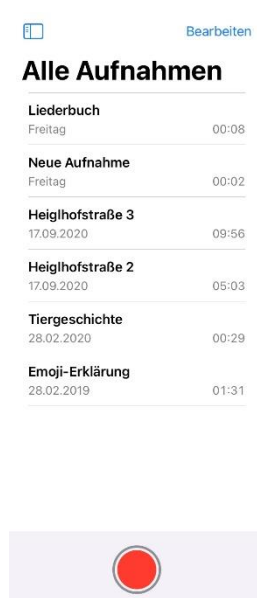 Bearbeiten
Alle Aufnahmen
Liederbuch
Freitag 00:08
Neue Aufnahme
Freitag 00:02
Heiglhofstraße 3
17.09.2020 09:56
Heiglhofstraße 2
17.09.2020 05:03
Tiergeschichte
28.02.2020 00:29
Emoji-Erklärung
28.02.2019 01:31